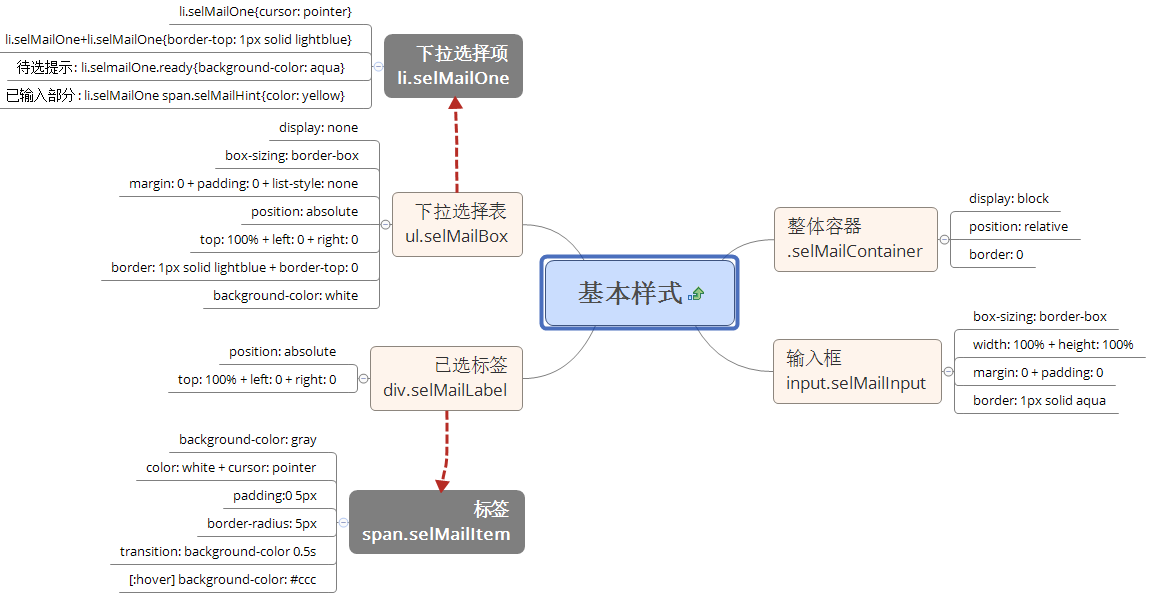 li.selMailOne{cursor: pointer}
li.selMailOne+li.selMailOne{border-top: 1px solid lightblue}
待选提示: li.selmailOne.ready{background-color: aqua}
已输入部分 : li.selMailOne span.selMailHint{color: yellow}
下拉选择项
li.selMailOne
display: none
box-sizing: border-box
margin: 0 + padding: 0 + list-style: none
position: absolute
top: 100% + left: 0 + right: 0
border: 1px solid lightblue + border-top: 0
background-color: white
下拉选择表
ul.selMailBox
position: absolute
top: 100% + left: 0 + right: 0
已选标签
div.selMailLabel
background-color: gray
color: white + cursor: pointer
padding:0 5px
border-radius: 5px
transition: background-color 0.5s
[:hover] background-color: #ccc
标签
span.selMailItem
基本样式
整体容器
.selMailContainer
display: block
position: relative
border: 0
输入框
input.selMailInput
box-sizing: border-box
width: 100% + height: 100%
margin: 0 + padding: 0
border: 1px solid aqua